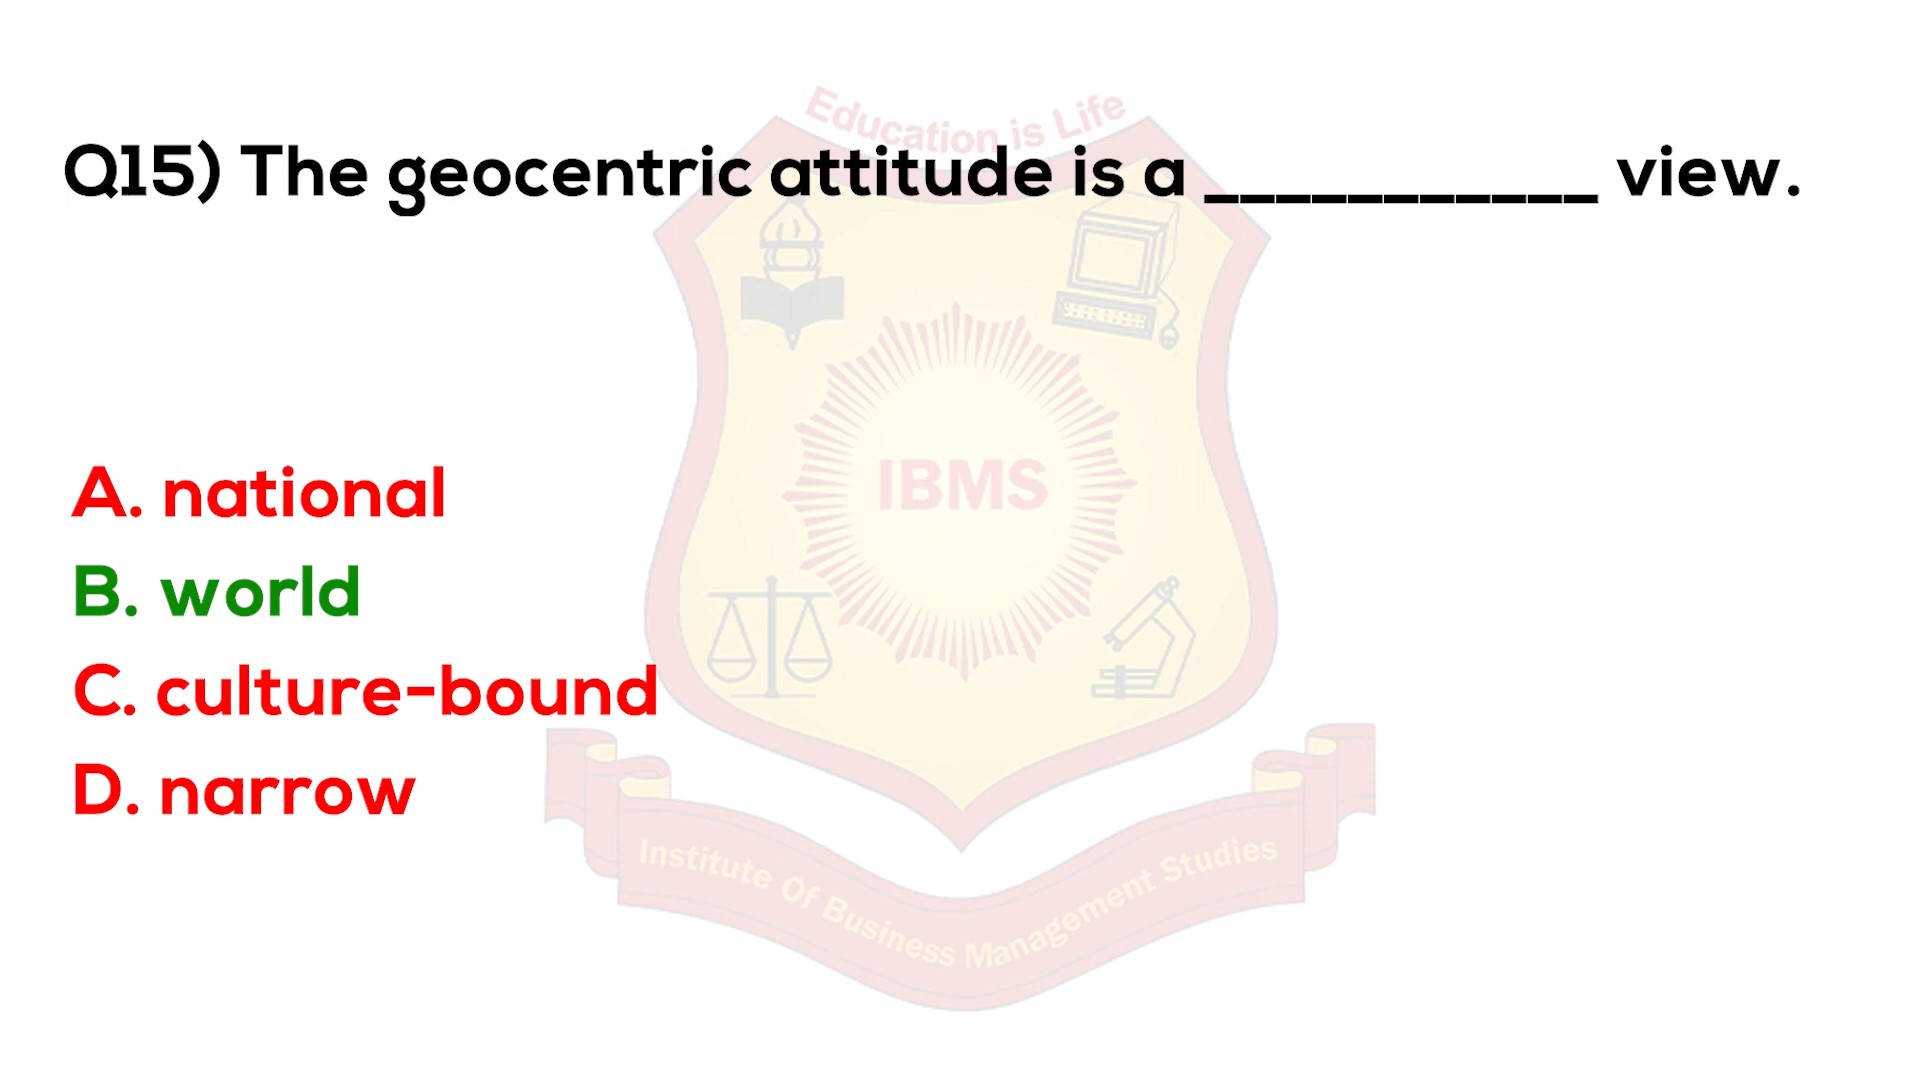 Education is Life
Q15) The geocentric attitude is a ___________ view.
IBMS
A. national
B. world
C. culture-bound
D. narrow
Institute Of Business Management Studies